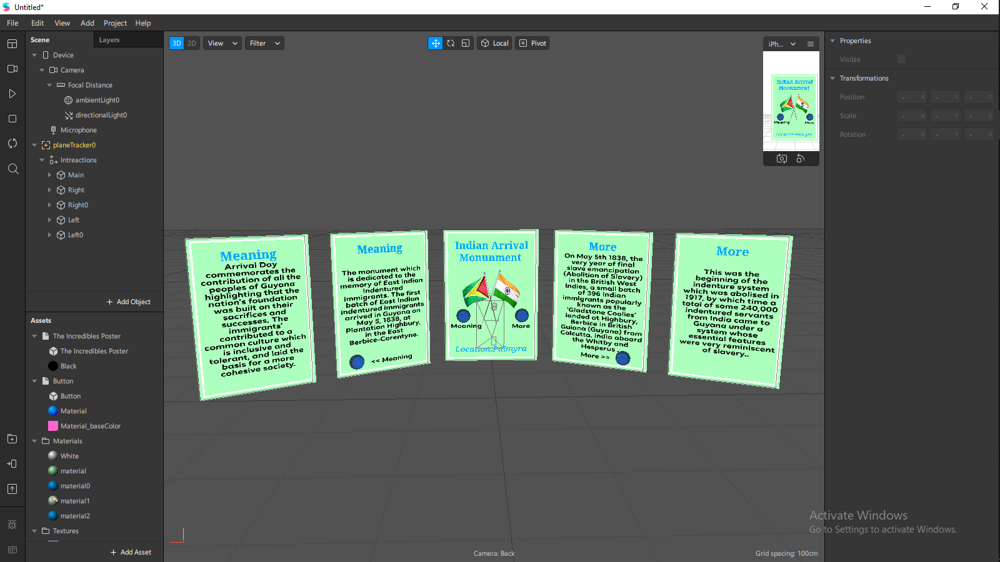 Untitled*
File Edit View Add Project Help
Scene
Layers
Device
Camera
Focal Distance
ambientLight0
directionalLight0
Microphone
planeTracker0
Intreactions
Main
Right
Right0
Left
Left0
+ Add Object
Assets
The Incredibles Poster
The Incredibles Poster
Black
Button
Button
Material
Material_baseColor
Materials
White
material
material0
material1
material2
Textures
+ Add Asset
3D 2D View Filter
Local Pivot
iPh...
Indian Arrival
Monunment
Meaning
More
Location:Palmyra
Meaning
Arrival Day
commemorates the
contribution of all the
peoples of Guyana
highlighting that the
nation's foundation
was built on their
sacrifices and
successes. The
immigrants'
contributed to a
common culture which
is inclusive and
tolerant, and laid the
basis for a more
cohesive society.
Meaning
The monument which
is dedicated to the
memory of East Indian
Indentured
Immigrants. The first
batch of East Indian
Indentured Immigrants
arrived in Guyana on
May 5, 1838, at
Plantation Highbury,
in the East
Berbice-Corentyne.
<< Meaning
Indian Arrival
Monunment
Meaning
More
Location:Palmyra
More
On May 5th 1838, the
very year of final
slave emancipation
(Abolition of Slavery)
in the British West
Indies, a small batch
of 396 Indian
immigrants popularly
known as the
'Gladstone Coolies'
landed at Highbury,
Berbice in British
Guiana (Guyana) from
Calcutta, India aboard
the Whitby and
Hesperus.
More >>
More
This was the
beginning of the
indenture system
which was abolised in
1917, by which time a
total of some 240,000
indentured servants
from India came to
Guyana under a
system whose
essential features
were very reminiscent
of slavery..
Camera: Back
Grid spacing: 100cm
Properties
Visible
Transformations
Position - X - Y - Z
Scale - X - Y - Z
Rotation - X - Y - Z
Activate Windows
Go to Settings to activate Windows.